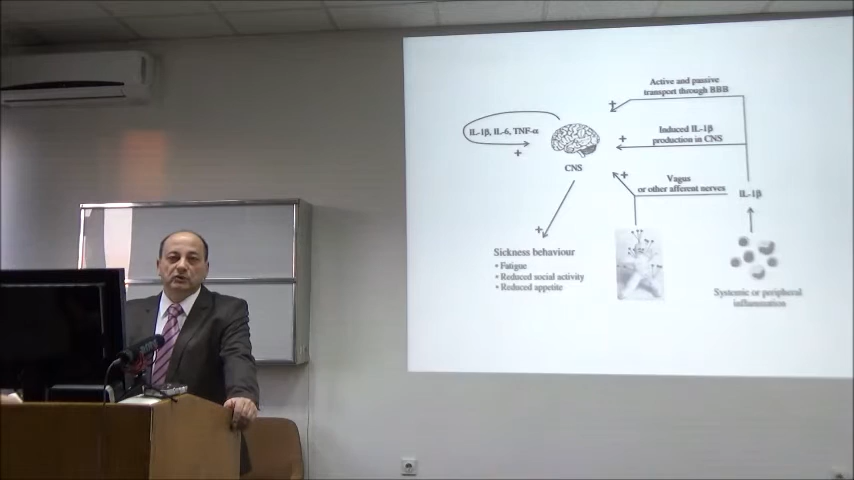 Active and passive
transport through BBB
IL-1β, IL-6, TNF-α
+
+
Induced IL-1β
production in CNS
+
+
CNS
Vagus
or other afferent nerves
+
IL-1β
+
Sickness behaviour
• Fatigue
• Reduced social activity
• Reduced appetite
Systemic or peripheral
inflammation